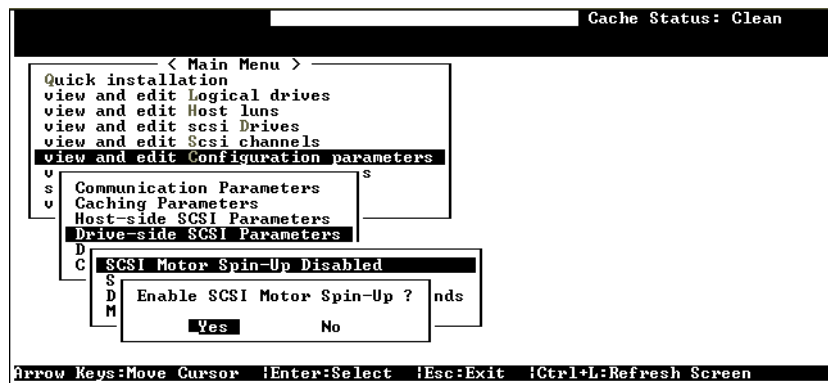 Cache Status: Clean
< Main Menu >
Quick installation
view and edit Logical drives
view and edit Host luns
view and edit scsi Drives
view and edit Scsi channels
view and edit Configuration parameters
v s
s Communication Parameters
v Caching Parameters
Host-side SCSI Parameters
Drive-side SCSI Parameters
D
C SCSI Motor Spin-Up Disabled
S
D Enable SCSI Motor Spin-Up ? nds
M
Yes No
Arrow Keys:Move Cursor |Enter:Select |Esc:Exit |Ctrl+L:Refresh Screen